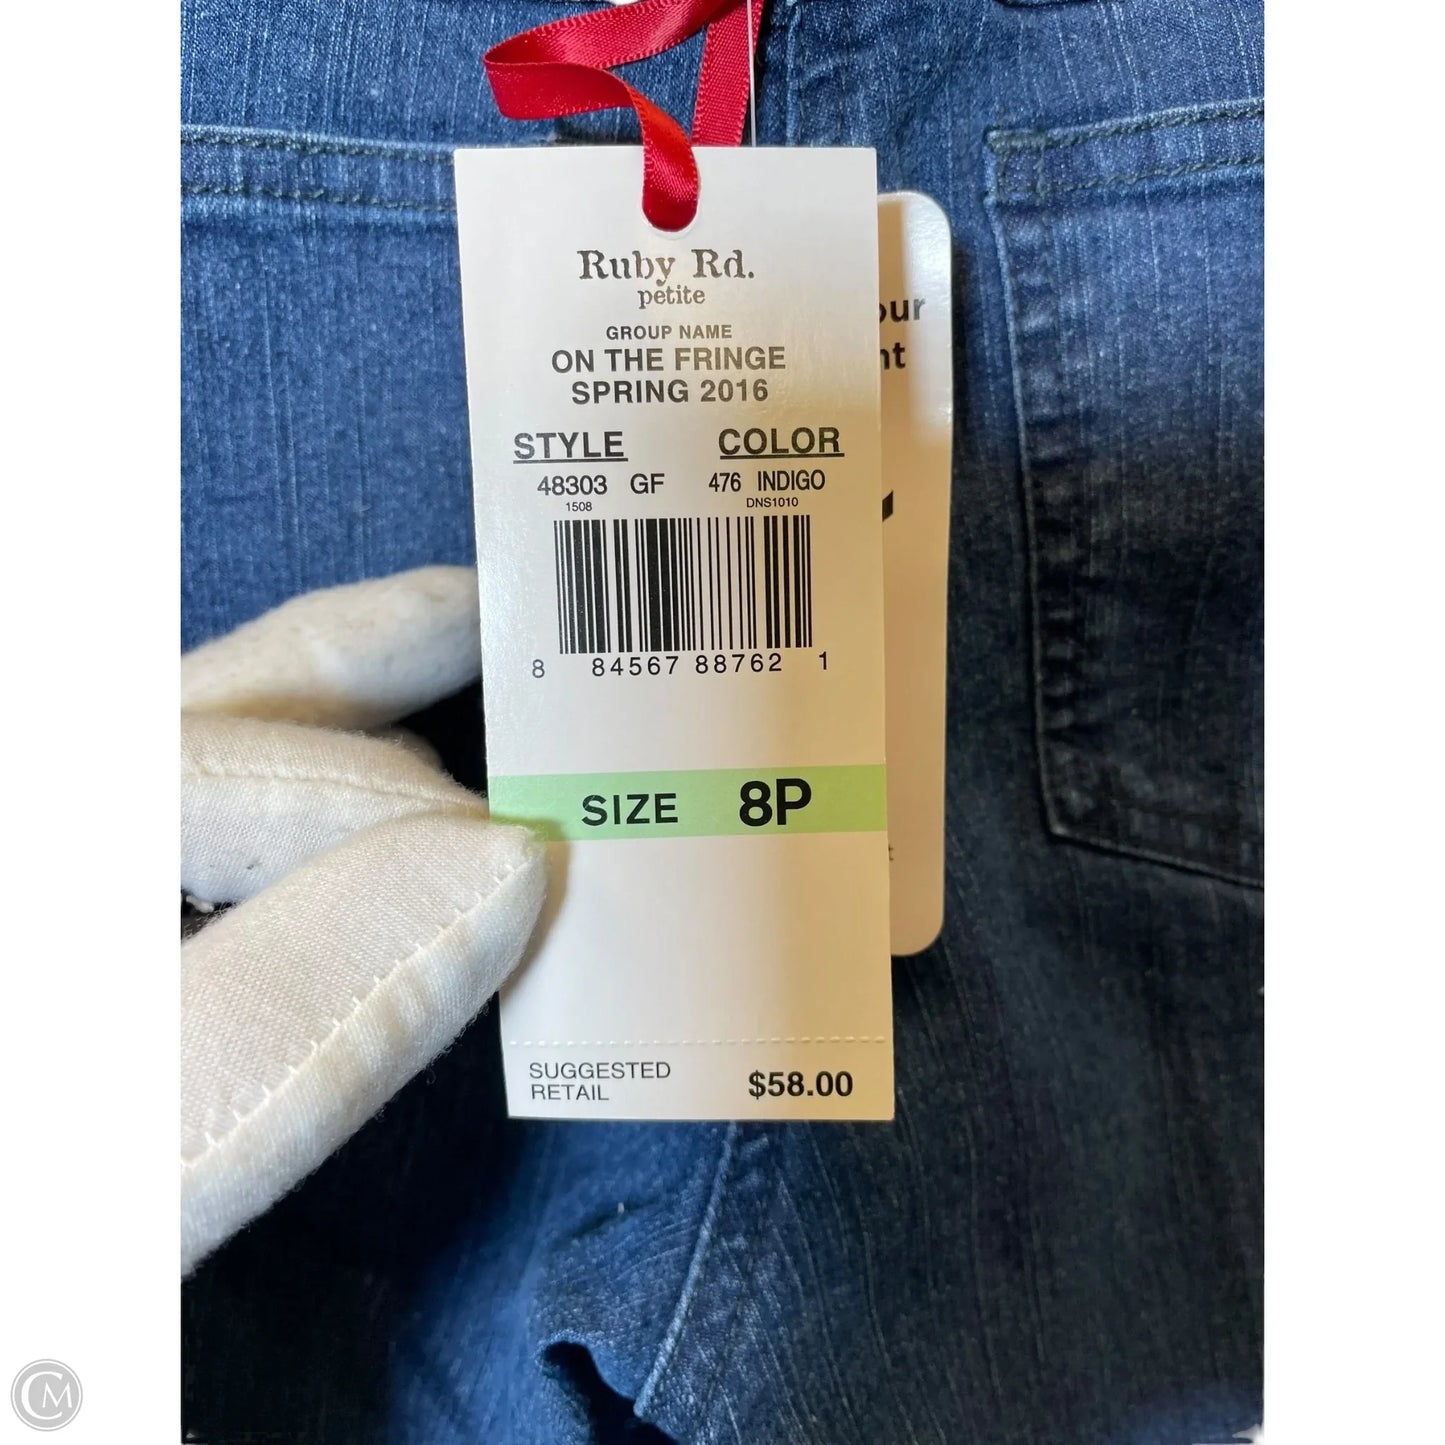 Ruby Rd.
petite
GROUP NAME
ON THE FRINGE
SPRING 2016
STYLE COLOR
48303 GF 476 INDIGO
1508 DNS1010
8 84567 88762 1
SIZE 8P
SUGGESTED
RETAIL $58.00
CM